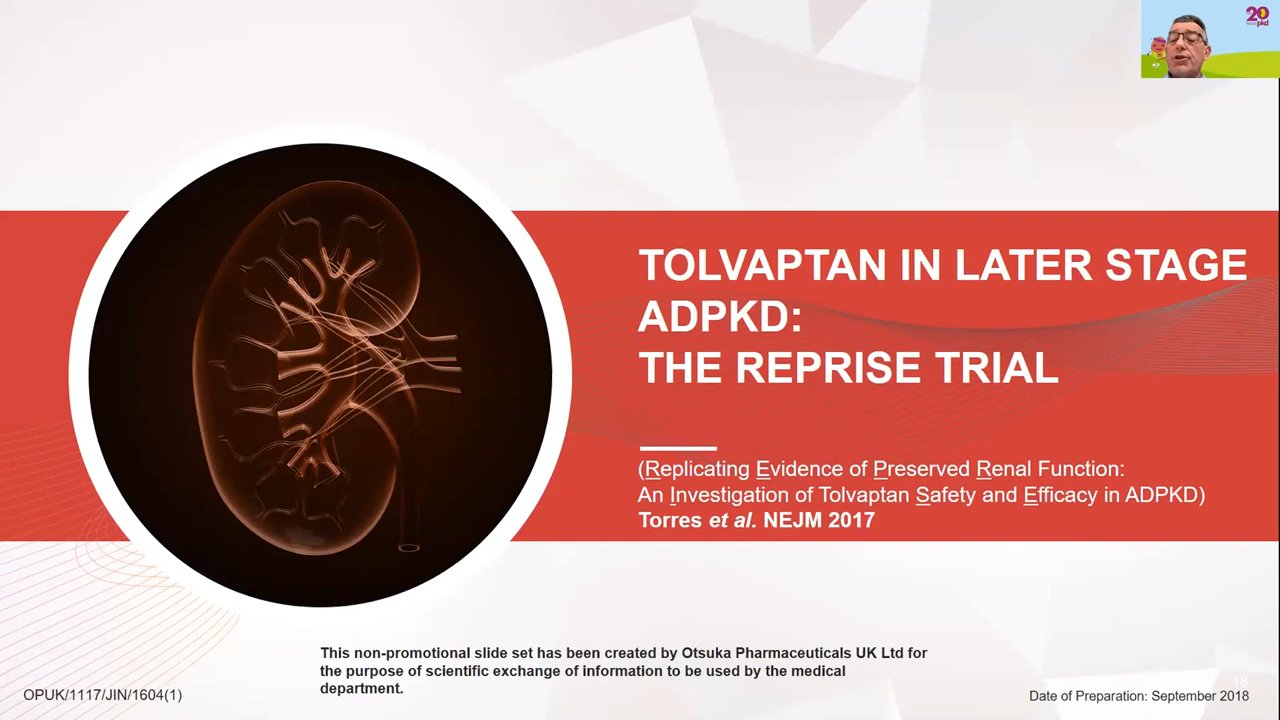 20
pkd
TOLVAPTAN IN LATER STAGE
ADPKD:
THE REPRISE TRIAL
(Replicating Evidence of Preserved Renal Function:
An Investigation of Tolvaptan Safety and Efficacy in ADPKD)
Torres et al. NEJM 2017
This non-promotional slide set has been created by Otsuka Pharmaceuticals UK Ltd for
the purpose of scientific exchange of information to be used by the medical
department.
18
OPUK/1117/JIN/1604(1)
Date of Preparation: September 2018